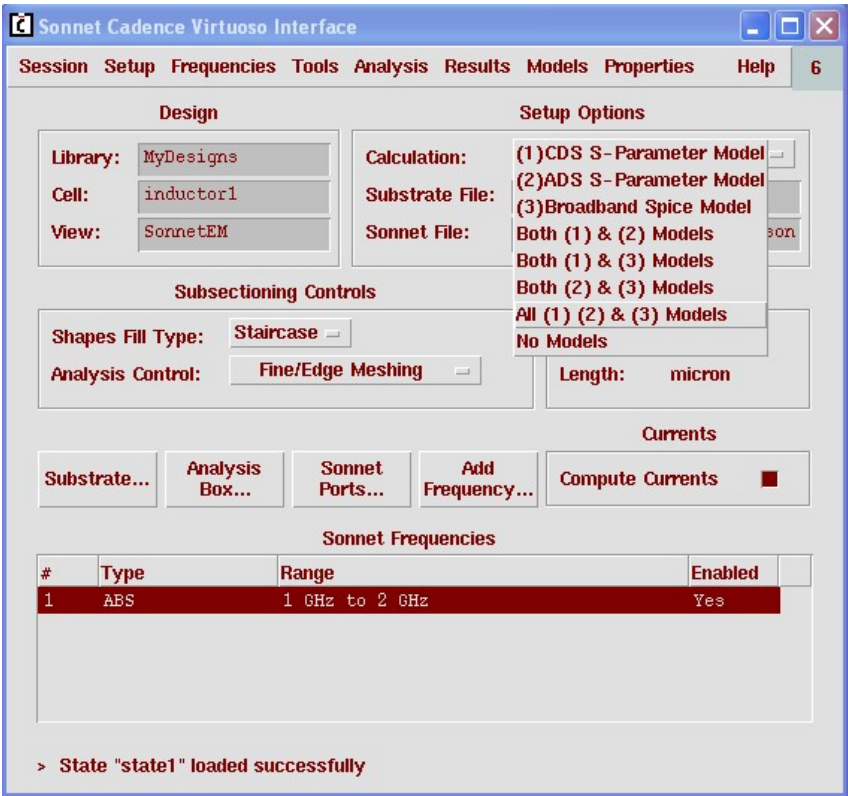 Sonnet Cadence Virtuoso Interface
Session Setup Frequencies Tools Analysis Results Models Properties Help 6
Design
Library: MyDesigns
Cell: inductor1
View: SonnetEM
Setup Options
Calculation:
Substrate File:
Sonnet File: son
(1)CDS S-Parameter Model
(2)ADS S-Parameter Model
(3)Broadband Spice Model
Both (1) & (2) Models
Both (1) & (3) Models
Both (2) & (3) Models
All (1) (2) & (3) Models
No Models
Subsectioning Controls
Shapes Fill Type: Staircase
Analysis Control: Fine/Edge Meshing
Length: micron
Currents
Substrate...
Analysis
Box...
Sonnet
Ports...
Add
Frequency...
Compute Currents
Sonnet Frequencies
# Type Range Enabled
1 ABS 1 GHz to 2 GHz Yes
> State "state1" loaded successfully